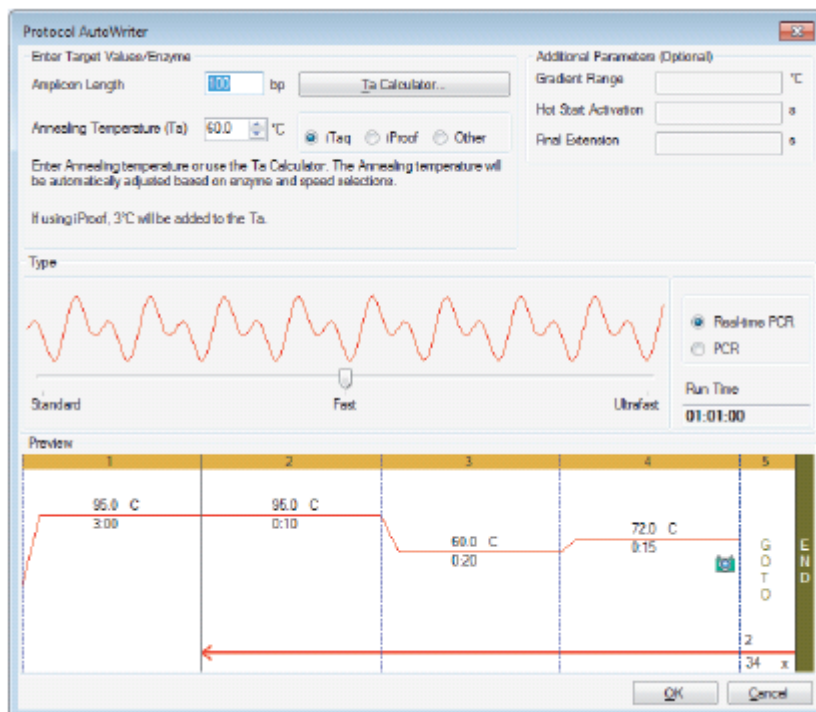 Protocol AutoWriter
Enter Target Values/Enzyme
Amplicon Length 100 bp Ta Calculator...
Annealing Temperature (Ta) 60.0 °C iTaq iProof Other
Enter Annealing temperature or use the Ta Calculator. The Annealing temperature will
be automatically adjusted based on enzyme and speed selections.
If using iProof, 3°C will be added to the Ta.
Additional Parameters (Optional)
Gradient Range °C
Hot Start Activation s
Final Extension s
Type
Standard Fast Ultrafast
Real-time PCR
PCR
Run Time
01:01:00
Preview
1 2 3 4 5
95.0 C
3:00
95.0 C
0:10
60.0 C
0:20
72.0 C
0:15
GOTO
END
2
34 x
OK Cancel